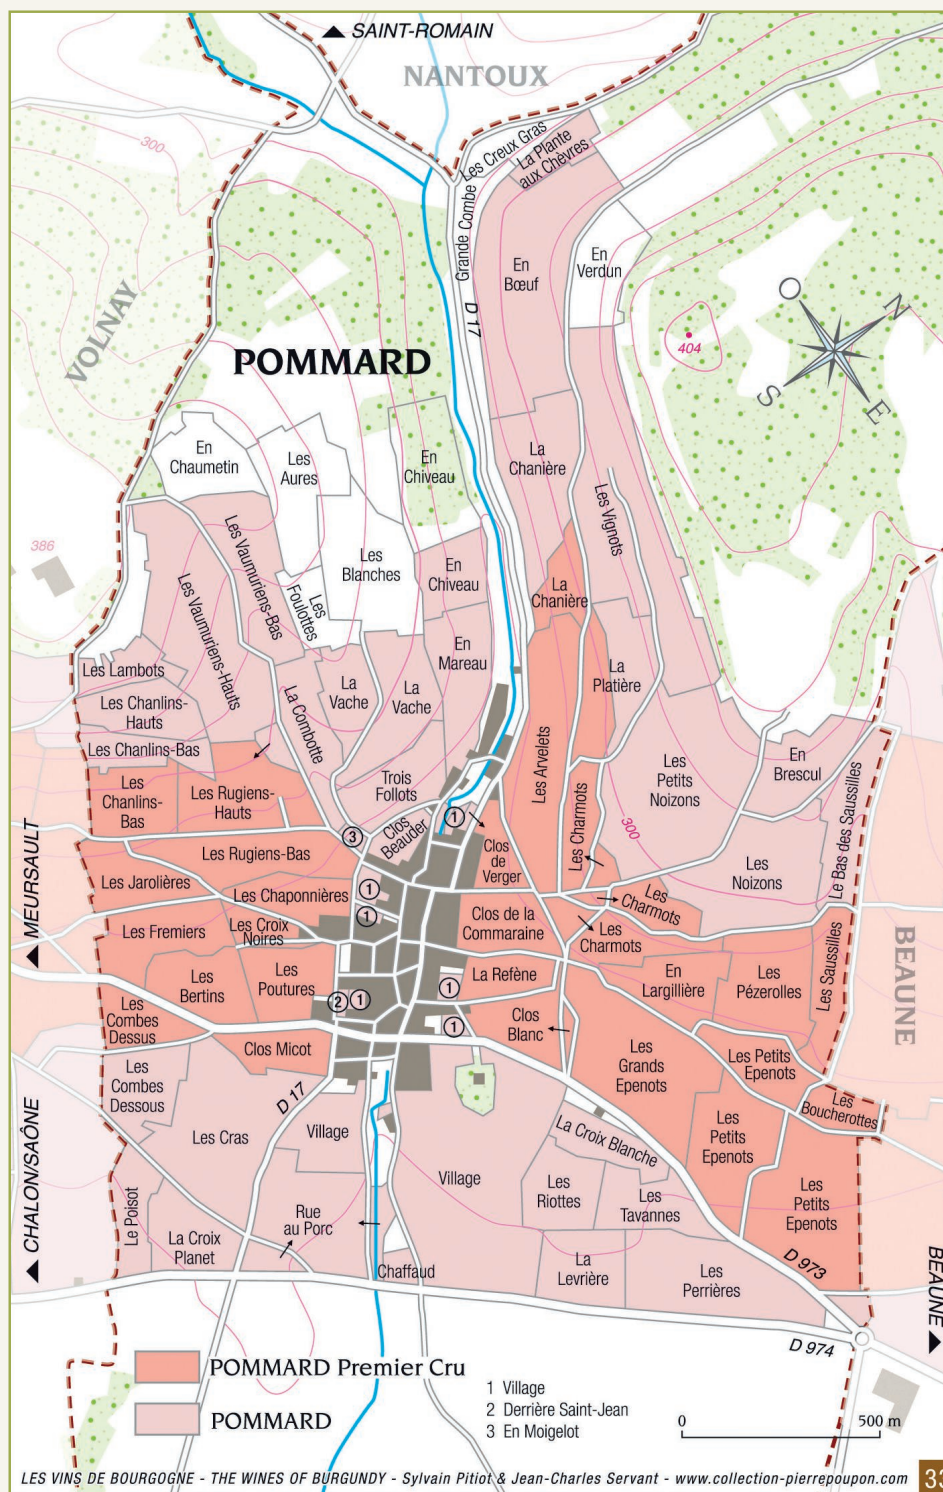 SAINT-ROMAIN
NANTOUX
300
Les Creux Gras
La Plante
aux Chèvres
Grande Combe
VOLNAY
En
Bœuf
En
Verdun
D 17
O
N
S
E
404
POMMARD
En
Chaumetin
Les
Aures
En
Chiveau
La
Chanière
Les Vignots
386
Les Vaumuriens-Bas
Les
Blanches
Les
Foulottes
En
Chiveau
La
Chanière
Les Vaumuriens-Hauts
En
Mareau
Les Lambots
La
Vache
La
Vache
La
Platière
Les Chanlins-
Hauts
La Combotte
Les Chanlins-Bas
Trois
Follots
Les Arvelets
Les
Petits
Noizons
En
Brescul
Les
Chanlins-
Bas
Les Rugiens-
Hauts
Clos
Beauder
1
3
Les Charmots
300
Le Bas des Saussilles
MEURSAULT
Les Rugiens-Bas
Clos
de
Verger
Les
Noizons
Les Jarolières
Les Chaponnières
1
1
Les
Charmots
Les Fremiers
Les Croix
Noires
Clos de la
Commaraine
Les
Charmots
BEAUNE
Les
Bertins
Les
Poutures
La Refène
En
Largillière
Les
Pézerolles
Les Saussilles
2
1
1
1
Les
Combes
Dessus
Clos Micot
Clos
Blanc
Les
Grands
Epenots
Les Petits
Epenots
Les
Combes
Dessous
D 17
Les
Boucherottes
CHALON/SAÔNE
Les Cras
Village
La Croix Blanche
Les
Petits
Epenots
Village
Les
Riottes
Les
Tavannes
Les
Petits
Epenots
Le Poisot
La Croix
Planet
Rue
au Porc
Chaffaud
La
Levrière
Les
Perrières
D 973
BEAUNE
D 974
POMMARD Premier Cru
POMMARD
1 Village
2 Derrière Saint-Jean
3 En Moigelot
0 500 m
LES VINS DE BOURGOGNE - THE WINES OF BURGUNDY - Sylvain Pitiot & Jean-Charles Servant - www.collection-pierrepoupon.com 33